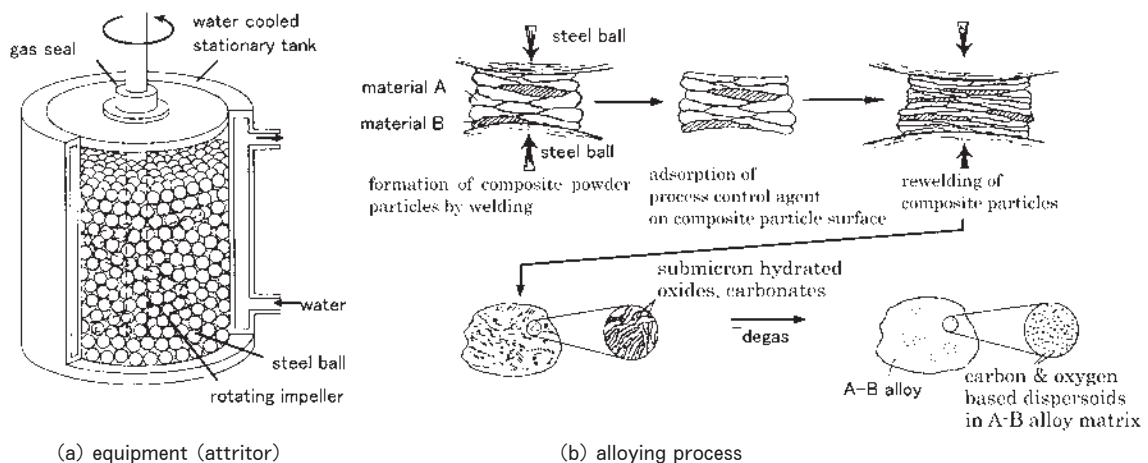 water cooled
stationary tank
gas seal
water
steel ball
rotating impeller
(a) equipment (attritor)
steel ball
material A
material B
steel ball
formation of composite powder
particles by welding
adsorption of
process control agent
on composite particle surface
rewelding of
composite particles
submicron hydrated
oxides, carbonates
degas
A-B alloy
carbon & oxygen
based dispersoids
in A-B alloy matrix
(b) alloying process